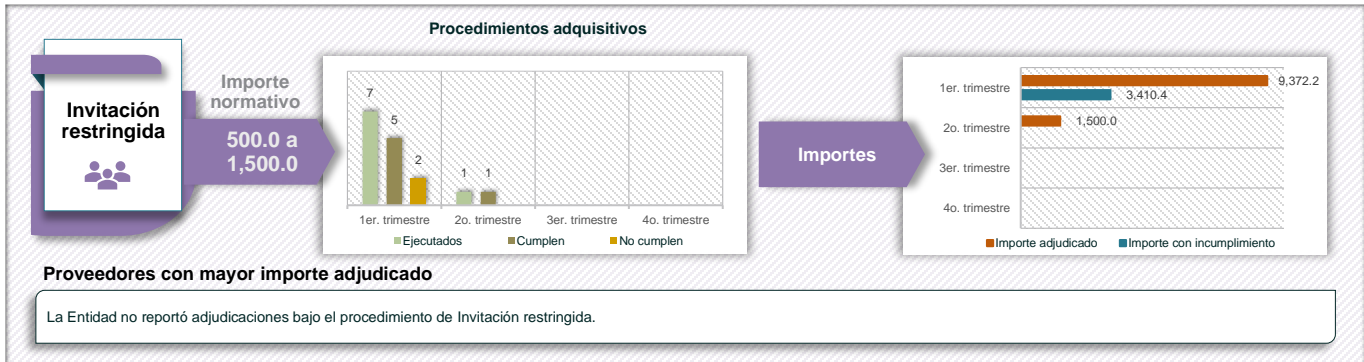 Procedimientos adquisitivos
Invitación
restringida
Importe
normativo
500.0 a
1,500.0
7
5
2
1
1
1er. trimestre
2o. trimestre
3er. trimestre
4o. trimestre
Ejecutados
Cumplen
No cumplen
Importes
1er. trimestre
9,372.2
3,410.4
2o. trimestre
1,500.0
3er. trimestre
4o. trimestre
Importe adjudicado
Importe con incumplimiento
Proveedores con mayor importe adjudicado
La Entidad no reportó adjudicaciones bajo el procedimiento de Invitación restringida.